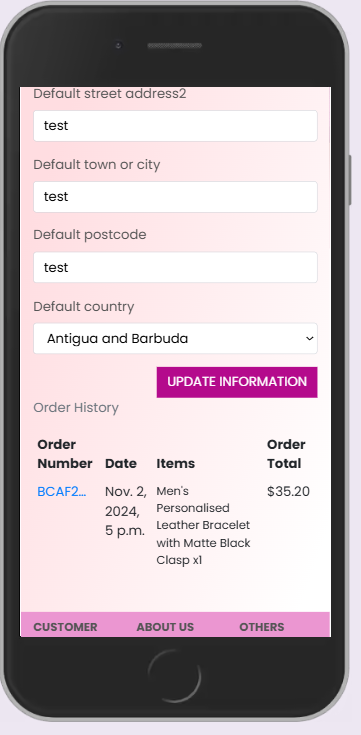 Default street address2
test
Default town or city
test
Default postcode
test
Default country
Antigua and Barbuda
UPDATE INFORMATION
Order History
Order Number Date Items Order Total
BCAF2... Nov. 2, 2024, 5 p.m. Men's Personalised Leather Bracelet with Matte Black Clasp x1 $35.20
CUSTOMER ABOUT US OTHERS